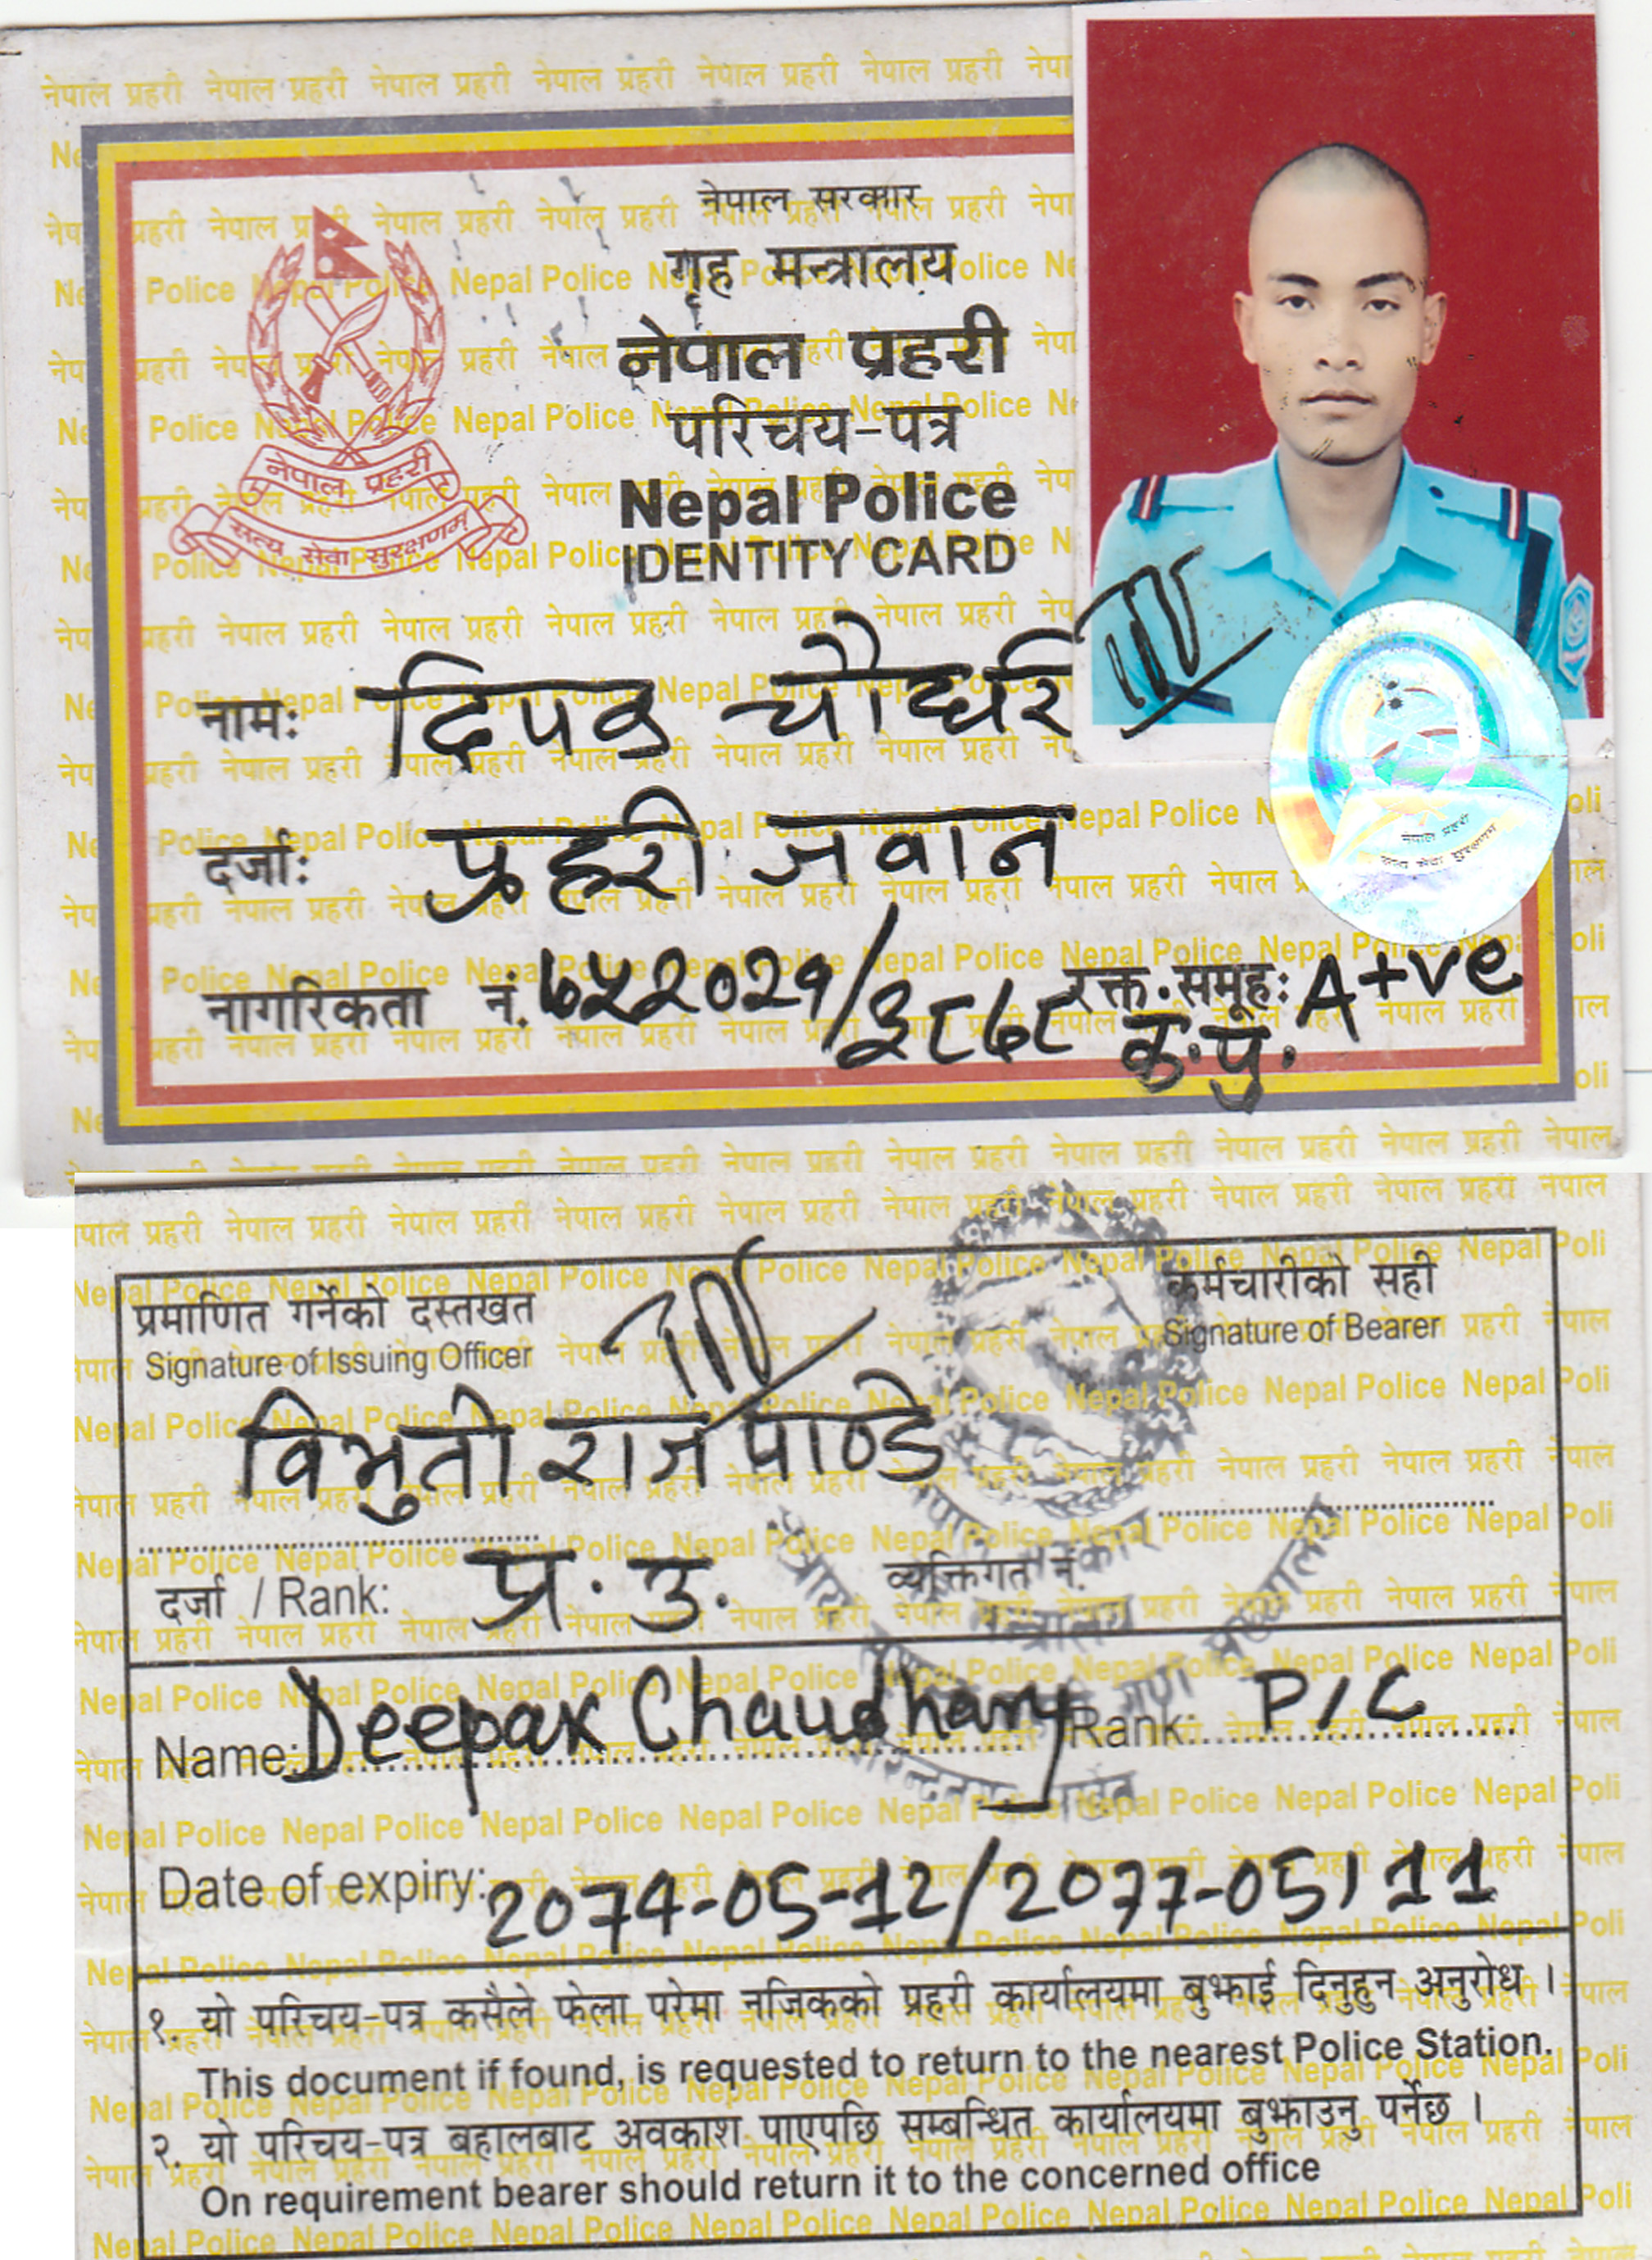 नेपाल सरकार
गृह मन्त्रालय
नेपाल प्रहरी
परिचय-पत्र
Nepal Police
IDENTITY CARD
नेपाल प्रहरी
सत्य सेवा सुरक्षणम्
नामः दिपक चौधरि
दर्जाः प्रहरी जवान
नागरिकता नं.
रक्त समूहः A+ve
क.पु.
प्रमाणित गर्नेको दस्तखत
Signature of Issuing Officer
कर्मचारीको सही
Signature of Bearer
विभुती राज पाण्डे
दर्जा / Rank: प्र.उ. व्यक्तिगत नं.
Name: Deepak Chaudhary Rank: P/C
Date of expiry: 2074-05-12/2077-05/11
१. यो परिचय-पत्र कसैले फेला परेमा नजिकको प्रहरी कार्यालयमा बुझाई दिनुहुन अनुरोध ।
This document if found, is requested to return to the nearest Police Station.
२. यो परिचय-पत्र बहालबाट अवकाश पाएपछि सम्बन्धित कार्यालयमा बुझाउनु पर्नेछ ।
On requirement bearer should return it to the concerned office